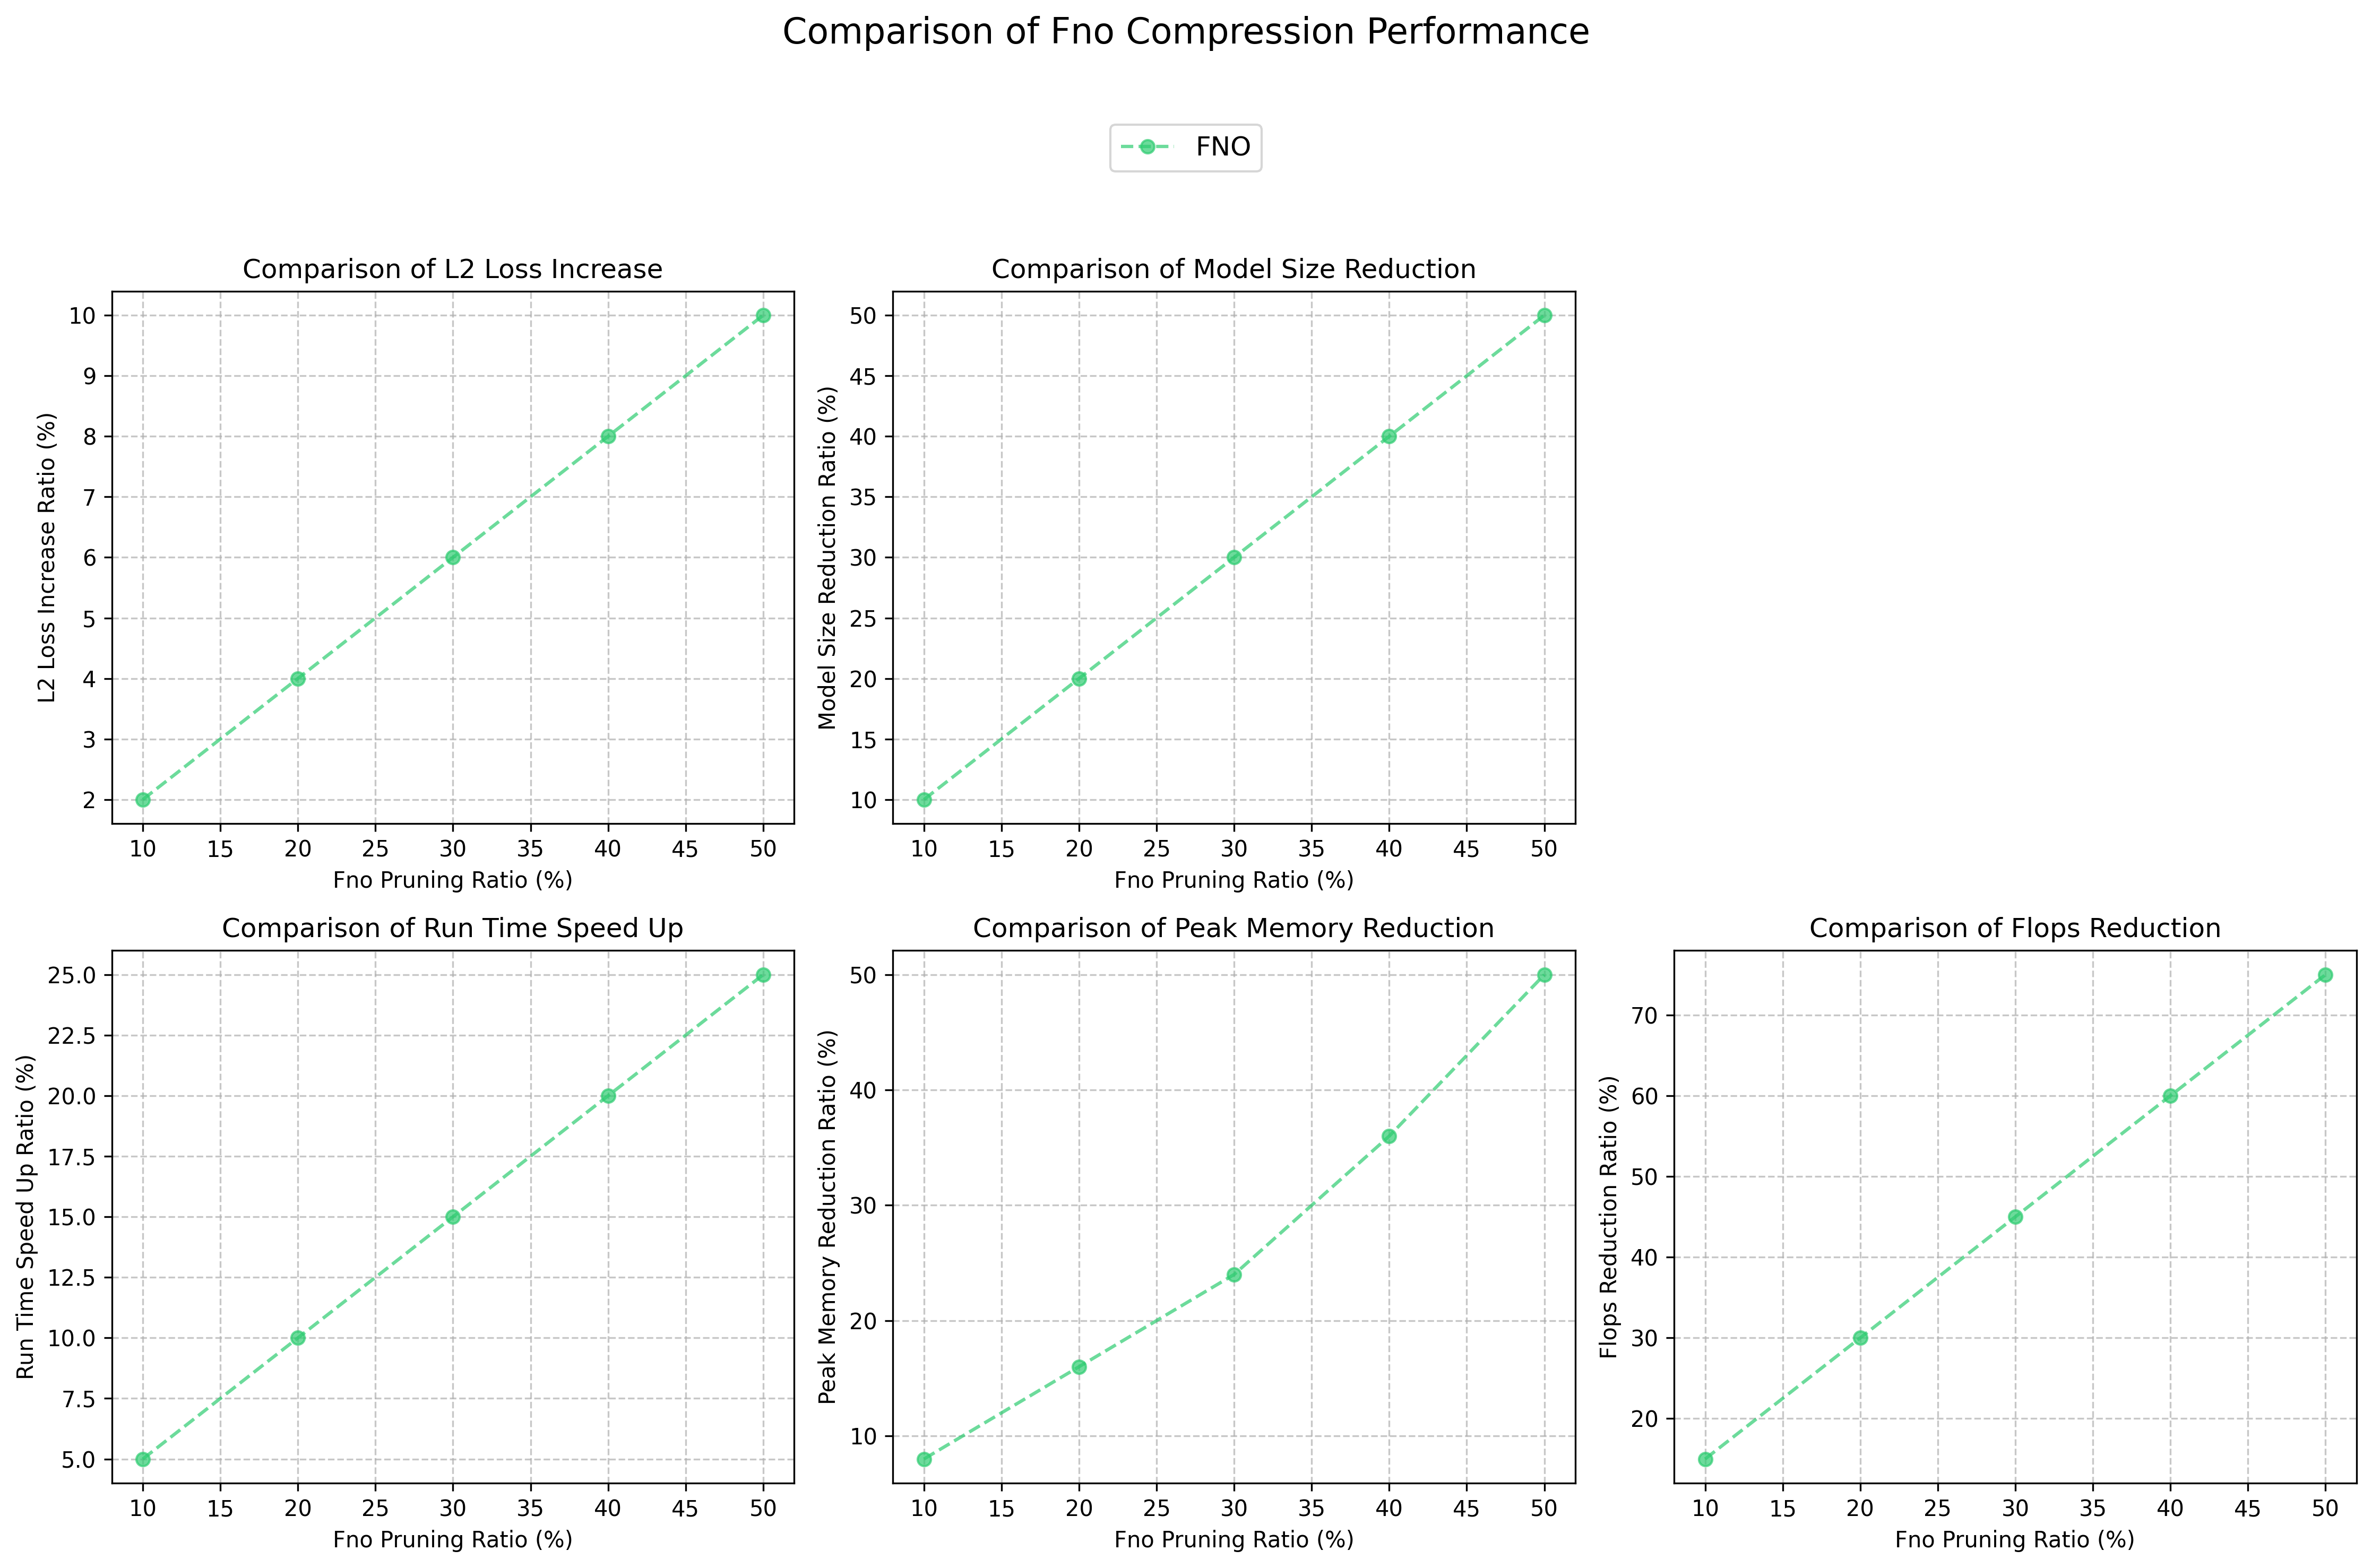 Comparison of Fno Compression Performance
FNO
Comparison of L2 Loss Increase
L2 Loss Increase Ratio (%)
10
9
8
7
6
5
4
3
2
10 15 20 25 30 35 40 45 50
Fno Pruning Ratio (%)
Comparison of Model Size Reduction
Model Size Reduction Ratio (%)
50
45
40
35
30
25
20
15
10
10 15 20 25 30 35 40 45 50
Fno Pruning Ratio (%)
Comparison of Run Time Speed Up
Run Time Speed Up Ratio (%)
25.0
22.5
20.0
17.5
15.0
12.5
10.0
7.5
5.0
10 15 20 25 30 35 40 45 50
Fno Pruning Ratio (%)
Comparison of Peak Memory Reduction
Peak Memory Reduction Ratio (%)
50
40
30
20
10
10 15 20 25 30 35 40 45 50
Fno Pruning Ratio (%)
Comparison of Flops Reduction
Flops Reduction Ratio (%)
70
60
50
40
30
20
10 15 20 25 30 35 40 45 50
Fno Pruning Ratio (%)